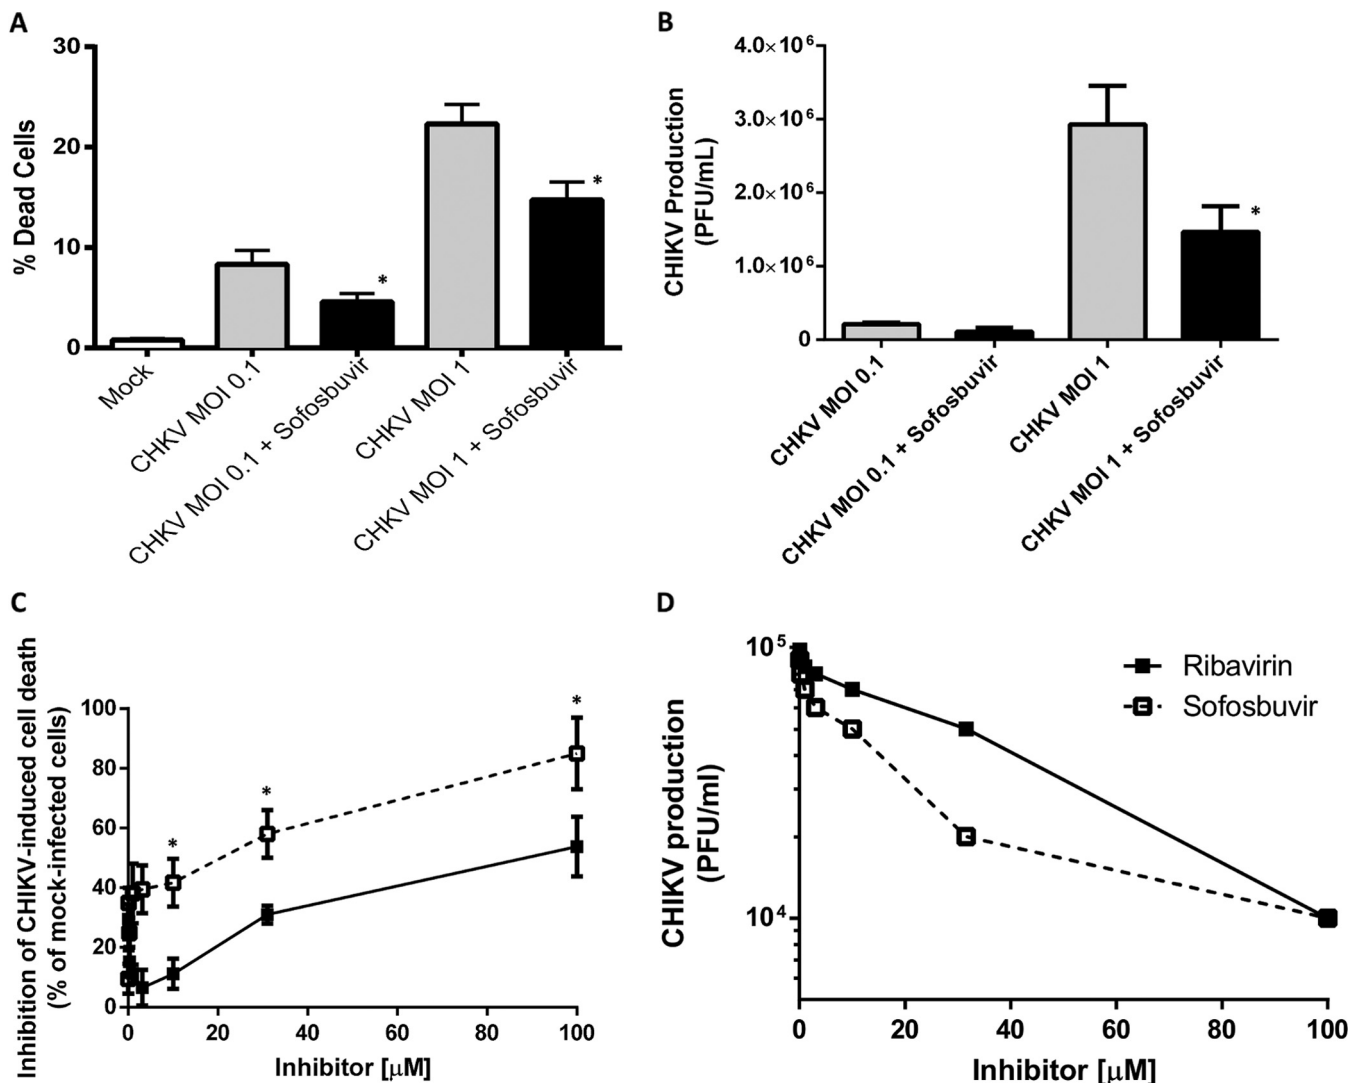 A
% Dead Cells
30
20
10
0
Mock
CHKV MOI 0.1
CHKV MOI 0.1 + Sofosbuvir
CHKV MOI 1
CHKV MOI 1 + Sofosbuvir
*
*
B
CHIKV Production
(PFU/mL)
4.0×10⁶
3.0×10⁶
2.0×10⁶
1.0×10⁶
0
CHKV MOI 0.1
CHKV MOI 0.1 + Sofosbuvir
CHKV MOI 1
CHKV MOI 1 + Sofosbuvir
*
C
Inhibition of CHIKV-induced cell death
(% of mock-infected cells)
100
80
60
40
20
0
* * *
0 20 40 60 80 100
Inhibitor [μM]
D
CHIKV production
(PFU/ml)
10⁵
10⁴
Ribavirin
Sofosbuvir
0 20 40 60 80 100
Inhibitor [μM]